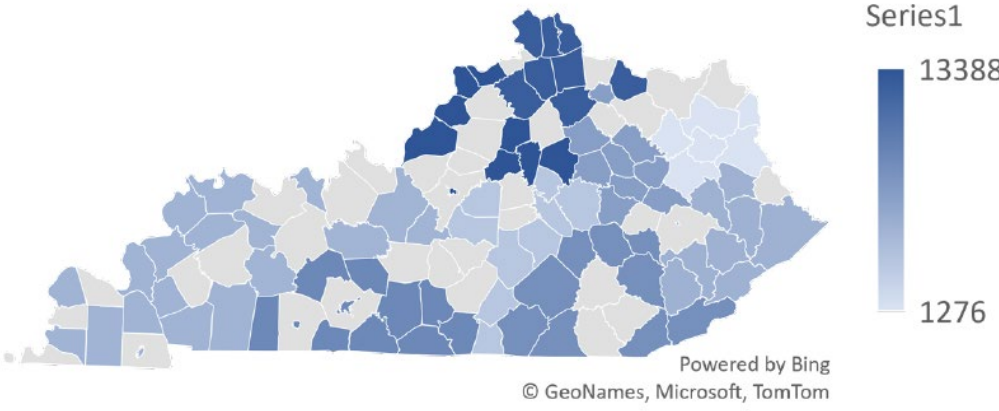 Series1
13388
1276
Powered by Bing
© GeoNames, Microsoft, TomTom